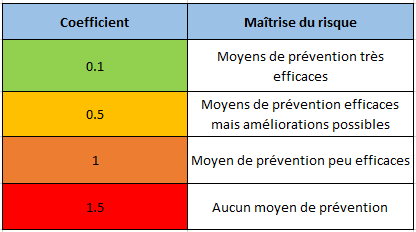 Coefficient Maîtrise du risque
0.1 Moyens de prévention très
efficaces
0.5 Moyens de prévention efficaces
mais améliorations possibles
1 Moyen de prévention peu efficaces
1.5 Aucun moyen de prévention